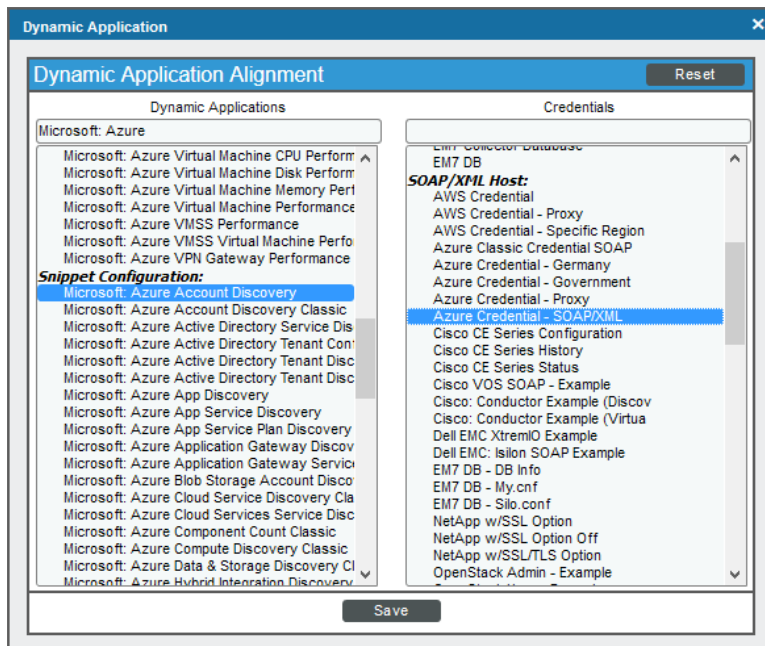 Dynamic Application
×
Dynamic Application Alignment
Reset
Dynamic Applications
Microsoft: Azure
Microsoft: Azure Virtual Machine CPU Perform
Microsoft: Azure Virtual Machine Disk Perform
Microsoft: Azure Virtual Machine Memory Perf
Microsoft: Azure Virtual Machine Performance
Microsoft: Azure VMSS Performance
Microsoft: Azure VMSS Virtual Machine Perfo
Microsoft: Azure VPN Gateway Performance
Snippet Configuration:
Microsoft: Azure Account Discovery
Microsoft: Azure Account Discovery Classic
Microsoft: Azure Active Directory Service Dis
Microsoft: Azure Active Directory Tenant Con
Microsoft: Azure Active Directory Tenant Disc
Microsoft: Azure Active Directory Tenant Disc
Microsoft: Azure App Discovery
Microsoft: Azure App Service Discovery
Microsoft: Azure App Service Plan Discovery
Microsoft: Azure Application Gateway Discov
Microsoft: Azure Application Gateway Servic
Microsoft: Azure Blob Storage Account Disco
Microsoft: Azure Cloud Service Discovery Cla
Microsoft: Azure Cloud Services Service Disc
Microsoft: Azure Component Count Classic
Microsoft: Azure Compute Discovery Classic
Microsoft: Azure Data & Storage Discovery Cl
Microsoft: Azure Hybrid Integration Discovery
Credentials
EM7 Collector Database
EM7 DB
SOAP/XML Host:
AWS Credential
AWS Credential - Proxy
AWS Credential - Specific Region
Azure Classic Credential SOAP
Azure Credential - Germany
Azure Credential - Government
Azure Credential - Proxy
Azure Credential - SOAP/XML
Cisco CE Series Configuration
Cisco CE Series History
Cisco CE Series Status
Cisco VOS SOAP - Example
Cisco: Conductor Example (Discov
Cisco: Conductor Example (Virtua
Dell EMC XtremIO Example
Dell EMC: Isilon SOAP Example
EM7 DB - DB Info
EM7 DB - My.cnf
EM7 DB - Silo.conf
NetApp w/SSL Option
NetApp w/SSL Option Off
NetApp w/SSL/TLS Option
OpenStack Admin - Example
Save